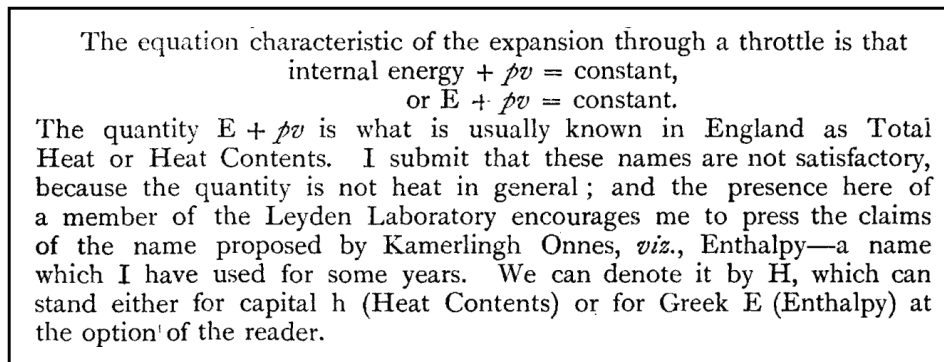 The equation characteristic of the expansion through a throttle is that
internal energy + pv = constant,
or E + pv = constant.
The quantity E + pv is what is usually known in England as Total
Heat or Heat Contents. I submit that these names are not satisfactory,
because the quantity is not heat in general ; and the presence here of
a member of the Leyden Laboratory encourages me to press the claims
of the name proposed by Kamerlingh Onnes, viz., Enthalpy—a name
which I have used for some years. We can denote it by H, which can
stand either for capital h (Heat Contents) or for Greek E (Enthalpy) at
the option of the reader.